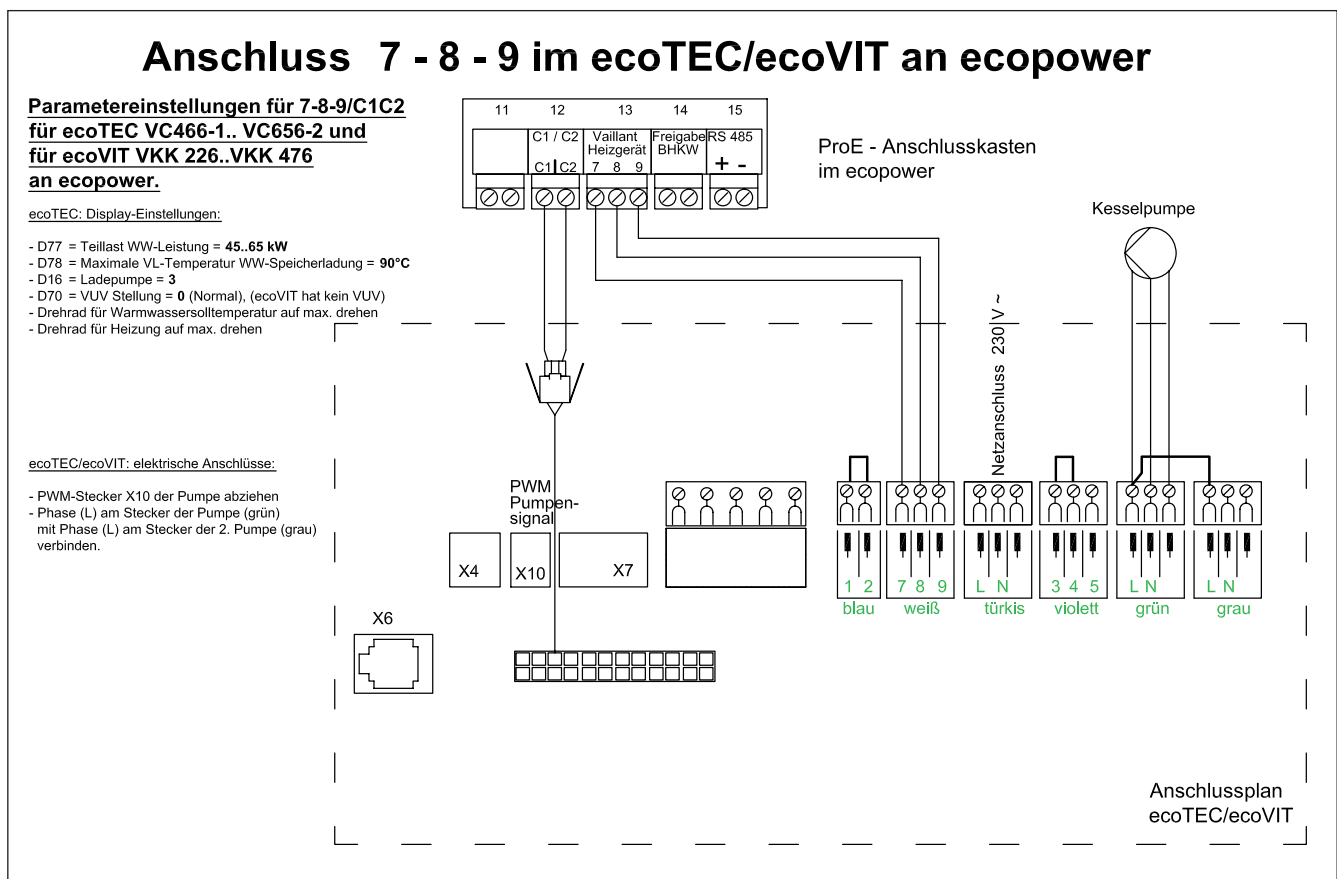 Anschluss 7 - 8 - 9 im ecoTEC/ecoVIT an ecopower
Parametereinstellungen für 7-8-9/C1C2
für ecoTEC VC466-1.. VC656-2 und
für ecoVIT VKK 226..VKK 476
an ecopower.
ecoTEC: Display-Einstellungen:
- D77 = Teillast WW-Leistung = 45..65 kW
- D78 = Maximale VL-Temperatur WW-Speicherladung = 90°C
- D16 = Ladepumpe = 3
- D70 = VUV Stellung = 0 (Normal), (ecoVIT hat kein VUV)
- Drehrad für Warmwassersolltemperatur auf max. drehen
- Drehrad für Heizung auf max. drehen
ecoTEC/ecoVIT: elektrische Anschlüsse:
- PWM-Stecker X10 der Pumpe abziehen
- Phase (L) am Stecker der Pumpe (grün)
mit Phase (L) am Stecker der 2. Pumpe (grau)
verbinden.
11 12 13 14 15
C1 / C2 Vaillant Freigabe RS 485
Heizgerät BHKW
C1 C2 7 8 9 + -
ProE - Anschlusskasten
im ecopower
Kesselpumpe
Netzanschluss 230 V ~
PWM
Pumpen-
signal
X4 X10 X7
X6
1 2 7 8 9 L N 3 4 5 L N L N
blau weiß türkis violett grün grau
Anschlussplan
ecoTEC/ecoVIT